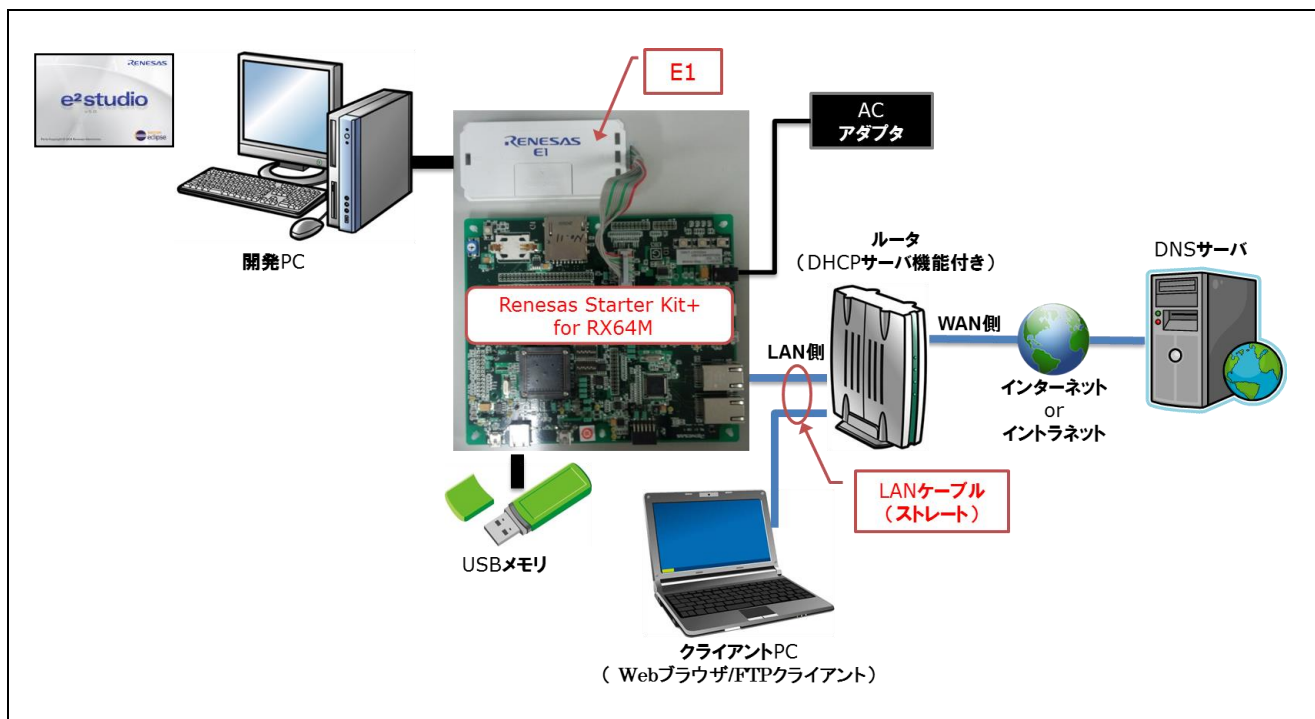 RENESAS
e² studio
eclipse
E1
RENESAS
E1
AC
アダプタ
開発PC
Renesas Starter Kit+
for RX64M
ルータ
(DHCPサーバ機能付き)
DNSサーバ
LAN側
WAN側
インターネット
or
イントラネット
LANケーブル
(ストレート)
USBメモリ
クライアントPC
( Webブラウザ/FTPクライアント)